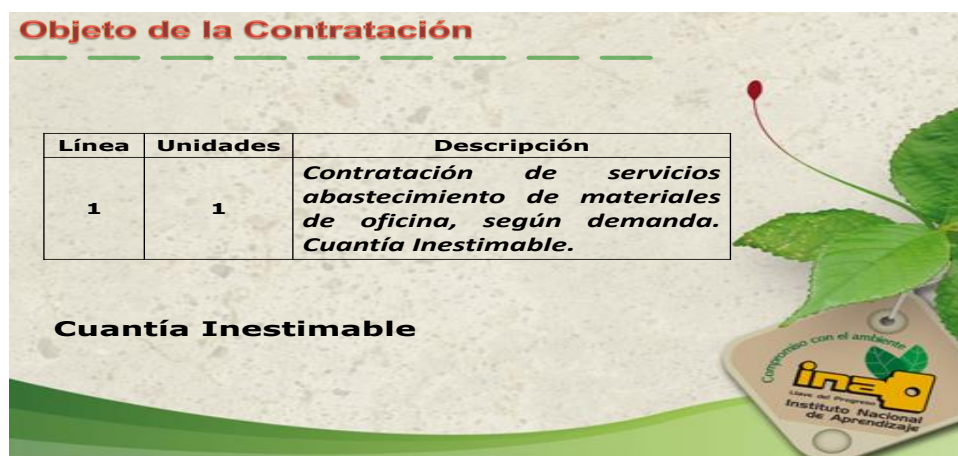 Objeto de la Contratación
Línea Unidades Descripción
1 1 Contratación de servicios
abastecimiento de materiales
de oficina, según demanda.
Cuantía Inestimable.
Cuantía Inestimable
Compromiso con el ambiente
ina
Llave del Progreso
Instituto Nacional
de Aprendizaje